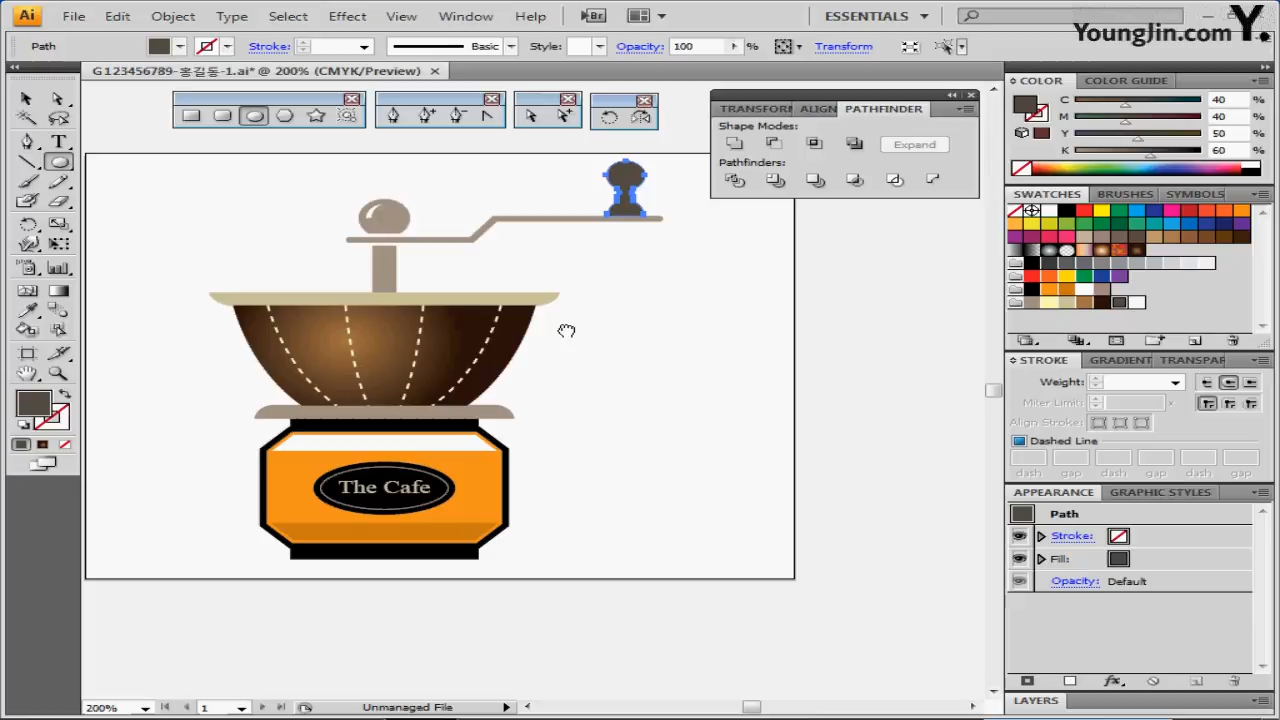 Ai File Edit Object Type Select Effect View Window Help Br ESSENTIALS
YoungJin.com Y.
Path Stroke: Basic Style: Opacity: 100 % Transform
G123456789-홍길동-1.ai* @ 200% (CMYK/Preview)
TRANSFORM ALIGN PATHFINDER
Shape Modes:
Expand
Pathfinders:
COLOR COLOR GUIDE
C 40 %
M 40 %
Y 50 %
K 60 %
SWATCHES BRUSHES SYMBOLS
STROKE GRADIENT TRANSPAR
Weight:
Miter Limit: x
Align Stroke:
Dashed Line
dash gap dash gap dash gap
APPEARANCE GRAPHIC STYLES
Path
Stroke:
Fill:
Opacity: Default
LAYERS
The Cafe
200% 1 Unmanaged File